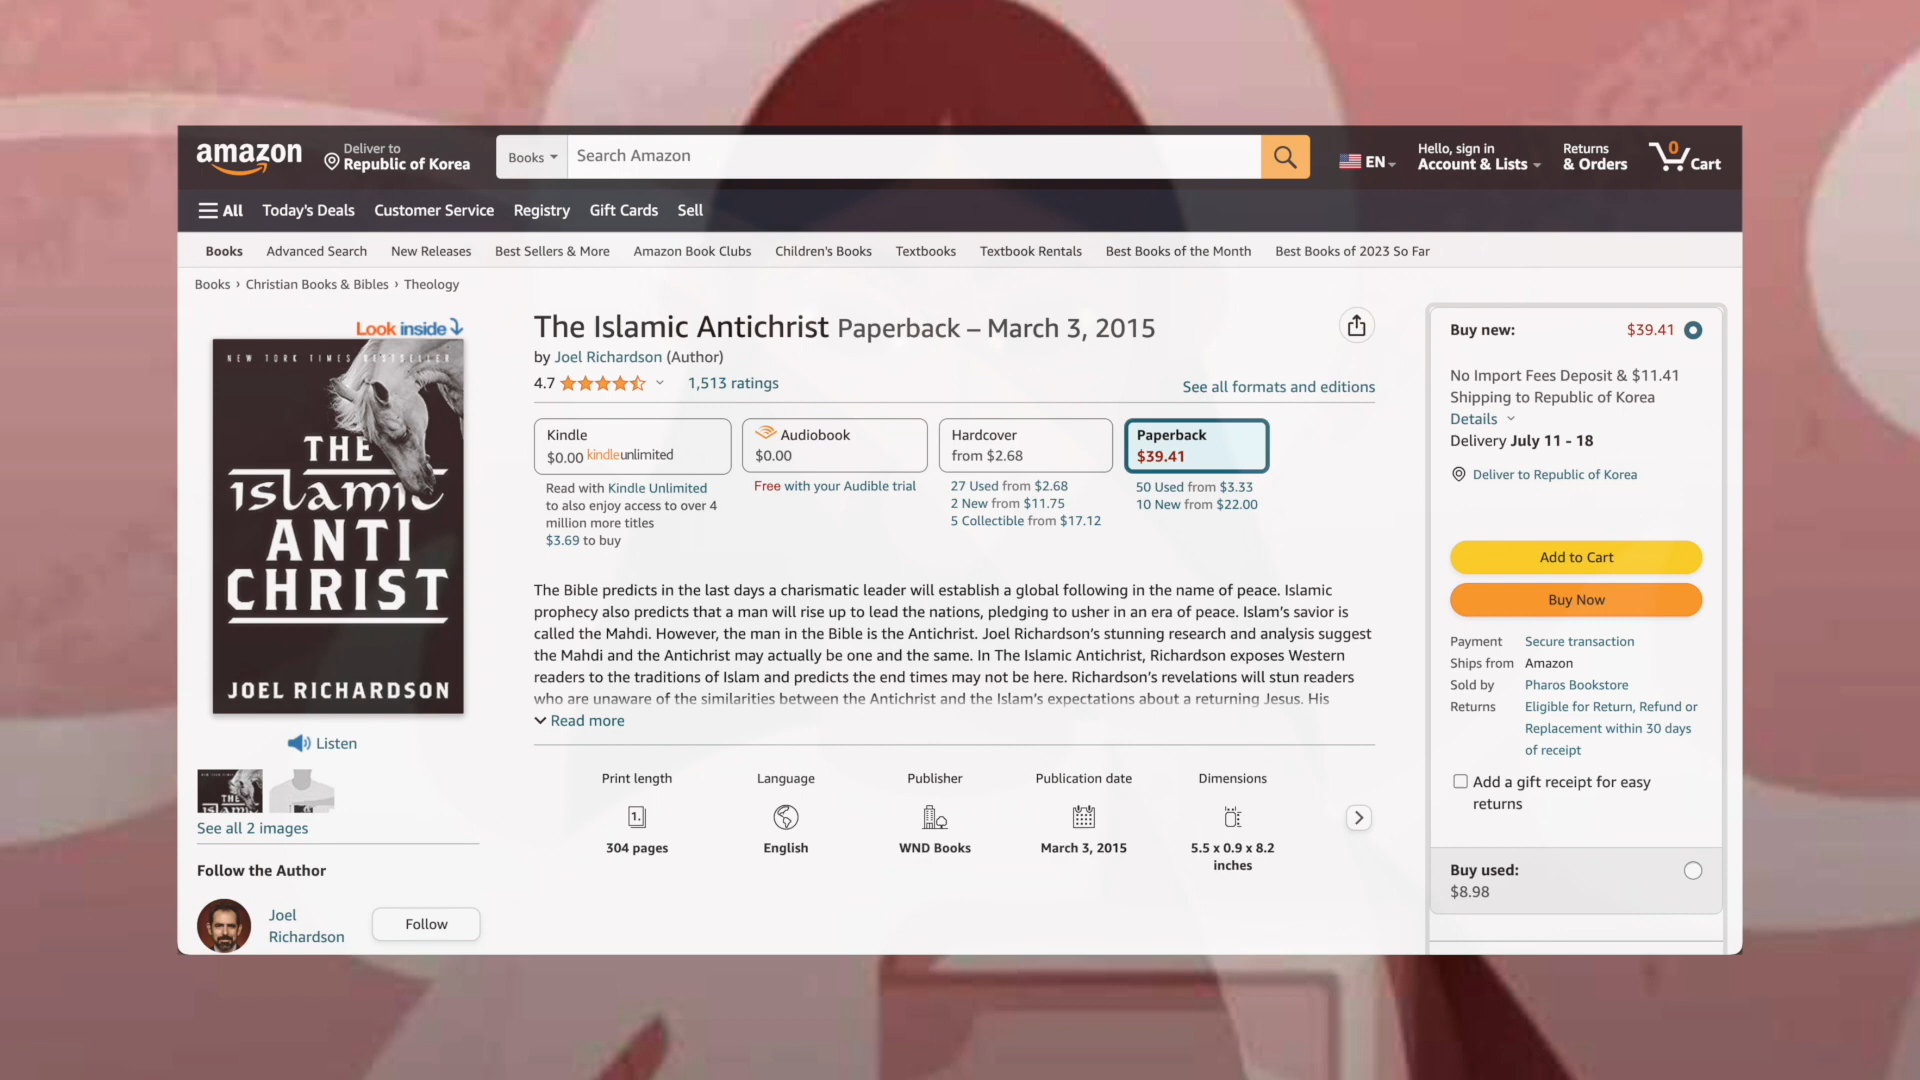 amazon
Deliver to
Republic of Korea
Books
Search Amazon
EN
Hello, sign in
Account & Lists
Returns
& Orders
0
Cart
All
Today's Deals
Customer Service
Registry
Gift Cards
Sell
Books
Advanced Search
New Releases
Best Sellers & More
Amazon Book Clubs
Children's Books
Textbooks
Textbook Rentals
Best Books of the Month
Best Books of 2023 So Far
Books › Christian Books & Bibles › Theology
Look inside
NEW YORK TIMES BESTSELLER
THE
ISLAMIC
ANTI
CHRIST
JOEL RICHARDSON
Listen
See all 2 images
Follow the Author
Joel
Richardson
Follow
The Islamic Antichrist Paperback – March 3, 2015
by Joel Richardson (Author)
4.7
1,513 ratings
See all formats and editions
Kindle
$0.00 kindleunlimited
Read with Kindle Unlimited
to also enjoy access to over 4
million more titles
$3.69 to buy
Audiobook
$0.00
Free with your Audible trial
Hardcover
from $2.68
27 Used from $2.68
2 New from $11.75
5 Collectible from $17.12
Paperback
$39.41
50 Used from $3.33
10 New from $22.00
The Bible predicts in the last days a charismatic leader will establish a global following in the name of peace. Islamic
prophecy also predicts that a man will rise up to lead the nations, pledging to usher in an era of peace. Islam's savior is
called the Mahdi. However, the man in the Bible is the Antichrist. Joel Richardson's stunning research and analysis suggest
the Mahdi and the Antichrist may actually be one and the same. In The Islamic Antichrist, Richardson exposes Western
readers to the traditions of Islam and predicts the end times may not be here. Richardson's revelations will stun readers
who are unaware of the similarities between the Antichrist and the Islam's expectations about a returning Jesus. His
Read more
Print length
304 pages
Language
English
Publisher
WND Books
Publication date
March 3, 2015
Dimensions
5.5 x 0.9 x 8.2
inches
Buy new:
$39.41
No Import Fees Deposit & $11.41
Shipping to Republic of Korea
Details
Delivery July 11 - 18
Deliver to Republic of Korea
Add to Cart
Buy Now
Payment Secure transaction
Ships from Amazon
Sold by Pharos Bookstore
Returns Eligible for Return, Refund or
Replacement within 30 days
of receipt
Add a gift receipt for easy
returns
Buy used:
$8.98